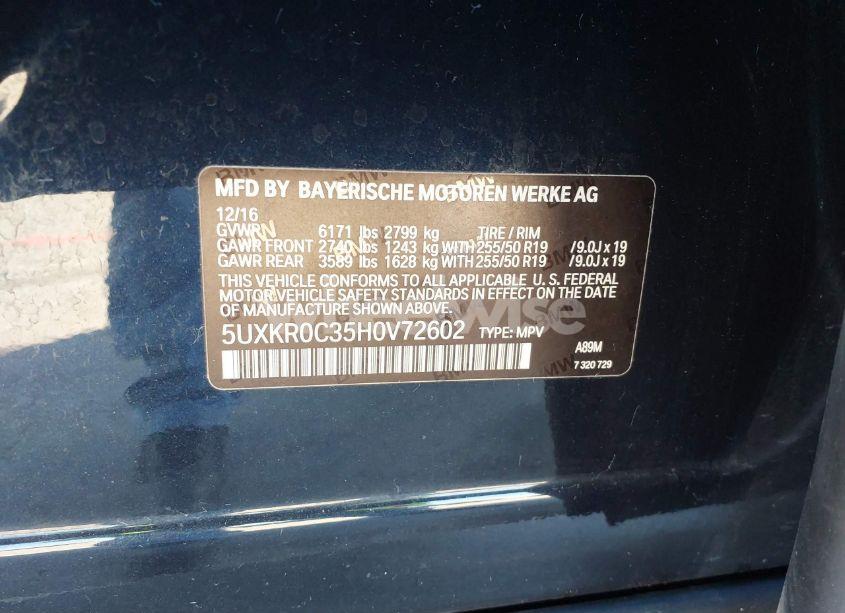 MFD BY BAYERISCHE MOTOREN WERKE AG
12/16
GVWR 6171 lbs 2799 kg TIRE / RIM
GAWR FRONT 2740 lbs 1243 kg WITH 255/50 R19 /9.0J x 19
GAWR REAR 3589 lbs 1628 kg WITH 255/50 R19 /9.0J x 19
THIS VEHICLE CONFORMS TO ALL APPLICABLE U. S. FEDERAL
MOTOR VEHICLE SAFETY STANDARDS IN EFFECT ON THE DATE
OF MANUFACTURE SHOWN ABOVE.
5UXKR0C35H0V72602 TYPE: MPV
A89M
7 320 729